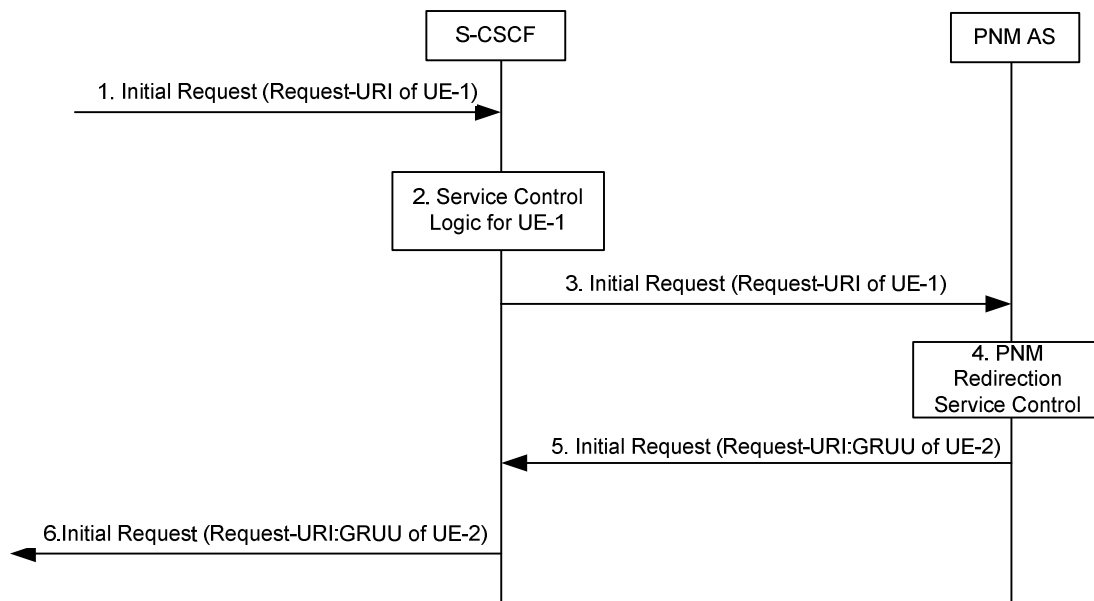 S-CSCF
PNM AS
1. Initial Request (Request-URI of UE-1)
2. Service Control
Logic for UE-1
3. Initial Request (Request-URI of UE-1)
4. PNM
Redirection
Service Control
5. Initial Request (Request-URI:GRUU of UE-2)
6.Initial Request (Request-URI:GRUU of UE-2)